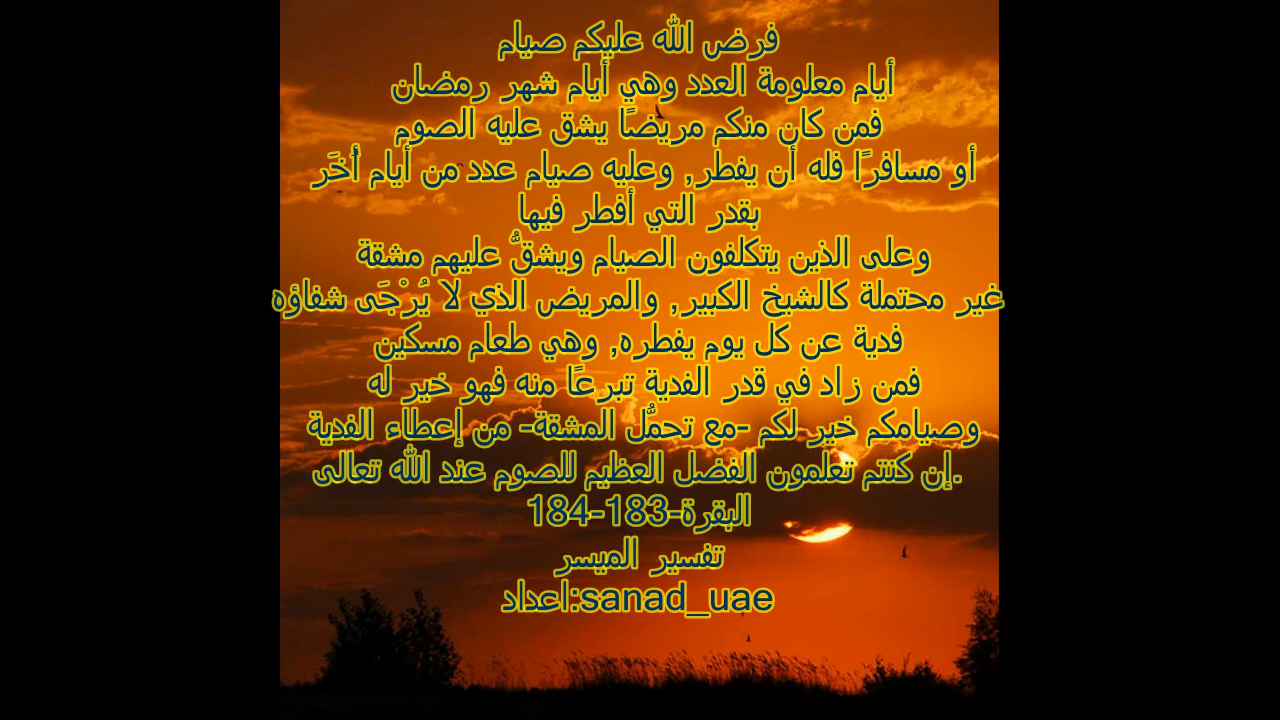 فرض الله عليكم صيام
أيام معلومة العدد وهي أيام شهر رمضان
فمن كان منكم مريضًا يشق عليه الصوم
أو مسافرًا فله أن يفطر, وعليه صيام عدد من أيام أُخَر
بقدر التي أفطر فيها
وعلى الذين يتكلفون الصيام ويشقُّ عليهم مشقة
غير محتملة كالشيخ الكبير, والمريض الذي لا يُرْجَى شفاؤه
فدية عن كل يوم يفطره, وهي طعام مسكين
فمن زاد في قدر الفدية تبرعًا منه فهو خير له
وصيامكم خير لكم -مع تحمُّل المشقة- من إعطاء الفدية
.إن كنتم تعلمون الفضل العظيم للصوم عند الله تعالى
البقرة-183-184
تفسير الميسر
اعداد:sanad_uae